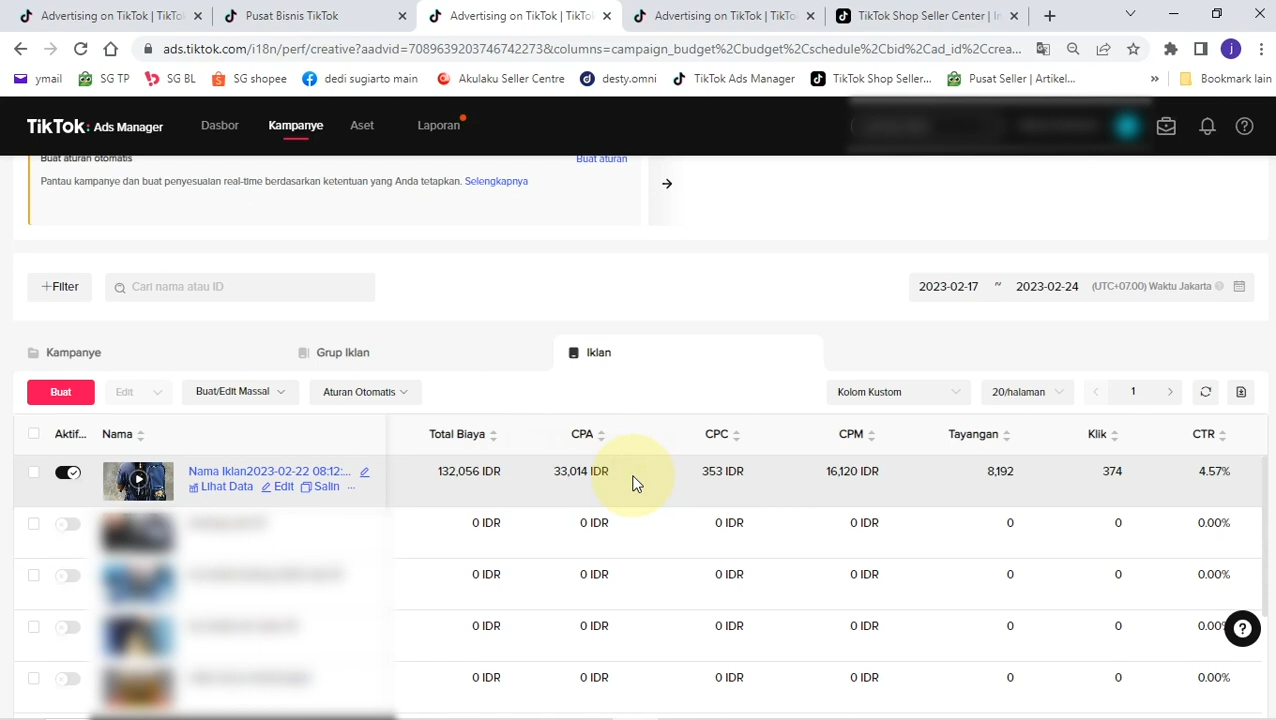 Advertising on TikTok | TikTok
Pusat Bisnis TikTok
Advertising on TikTok | TikTok
Advertising on TikTok | TikTok
TikTok Shop Seller Center | In
ads.tiktok.com/i18n/perf/creative?aadvid=7089639203746742273&columns=campaign_budget%2Cbudget%2Cschedule%2Cbid%2Cad_id%2Ccrea...
ymail
SG TP
SG BL
SG shopee
dedi sugiarto main
Akulaku Seller Centre
desty.omni
TikTok Ads Manager
TikTok Shop Seller...
Pusat Seller | Artikel...
»
Bookmark lain
TikTok: Ads Manager
Dasbor
Kampanye
Aset
Laporan
Buat aturan otomatis
Buat aturan
Pantau kampanye dan buat penyesualan real-time berdasarkan ketentuan yang Anda tetapkan. Selengkapnya
+Filter
Cari nama atau ID
2023-02-17 ~ 2023-02-24 (UTC+07.00) Waktu Jakarta
Kampanye
Grup Iklan
Iklan
Buat
Edit
Buat/Edit Massal
Aturan Otomatis
Kolom Kustom
20/halaman
1
Aktif... Nama Total Biaya CPA CPC CPM Tayangan Klik CTR
Nama Iklan2023-02-22 08:12:... 132,056 IDR 33,014 IDR 353 IDR 16,120 IDR 8,192 374 4.57%
Lihat Data Edit Salin ...
0 IDR 0 IDR 0 IDR 0 IDR 0 0 0.00%
0 IDR 0 IDR 0 IDR 0 IDR 0 0 0.00%
0 IDR 0 IDR 0 IDR 0 IDR 0 0 0.00%
0 IDR 0 IDR 0 IDR 0 IDR 0 0 0.00%